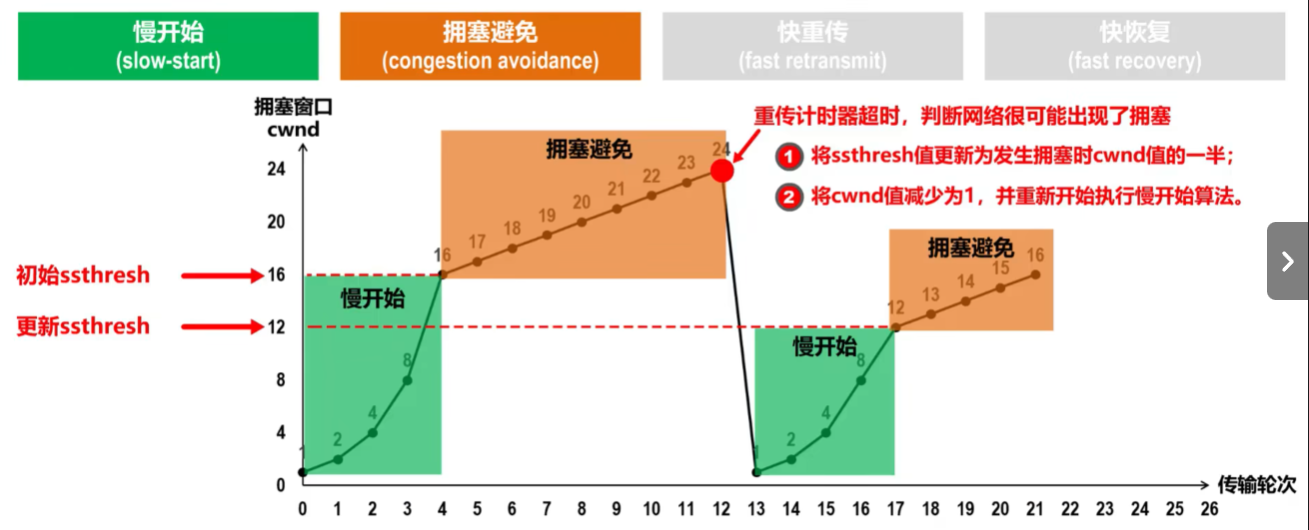 慢开始
(slow-start)
拥塞避免
(congestion avoidance)
快重传
(fast retransmit)
快恢复
(fast recovery)
拥塞窗口
cwnd
重传计时器超时，判断网络很可能出现了拥塞
1 将ssthresh值更新为发生拥塞时cwnd值的一半；
2 将cwnd值减少为1，并重新开始执行慢开始算法。
拥塞避免
24
20
16
12
8
4
0
初始ssthresh
更新ssthresh
慢开始
1
2
4
8
16
17
18
19
20
21
22
23
24
慢开始
1
2
4
8
拥塞避免
12
13
14
15
16
0 1 2 3 4 5 6 7 8 9 10 11 12 13 14 15 16 17 18 19 20 21 22 23 24 25 26
传输轮次